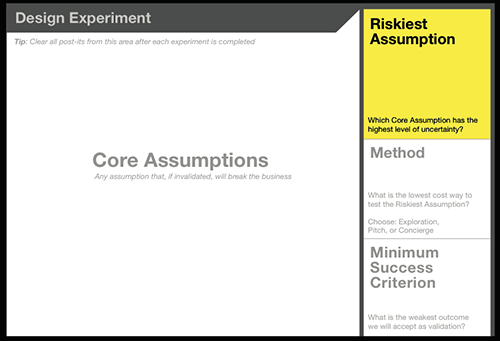 Design Experiment
Tip: Clear all post-its from this area after each experiment is completed
Core Assumptions
Any assumption that, if invalidated, will break the business
Riskiest
Assumption
Which Core Assumption has the
highest level of uncertainty?
Method
What is the lowest cost way to
test the Riskiest Assumption?
Choose: Exploration,
Pitch, or Concierge
Minimum
Success
Criterion
What is the weakest outcome
we will accept as validation?